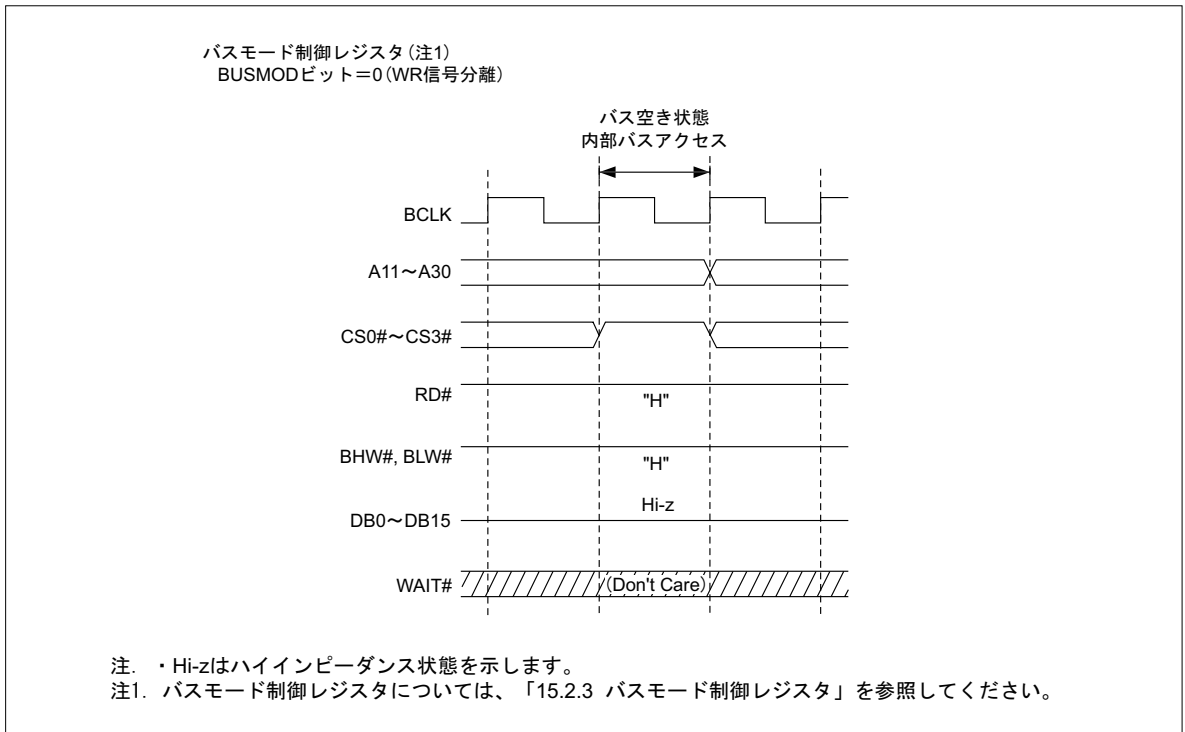 バスモード制御レジスタ(注1)
BUSMODビット＝0(WR信号分離)
バス空き状態
内部バスアクセス
BCLK
A11～A30
CS0#～CS3#
RD#
"H"
BHW#, BLW#
"H"
Hi-z
DB0～DB15
WAIT#
(Don't Care)
注. ・Hi-zはハイインピーダンス状態を示します。
注1. バスモード制御レジスタについては、「15.2.3 バスモード制御レジスタ」を参照してください。